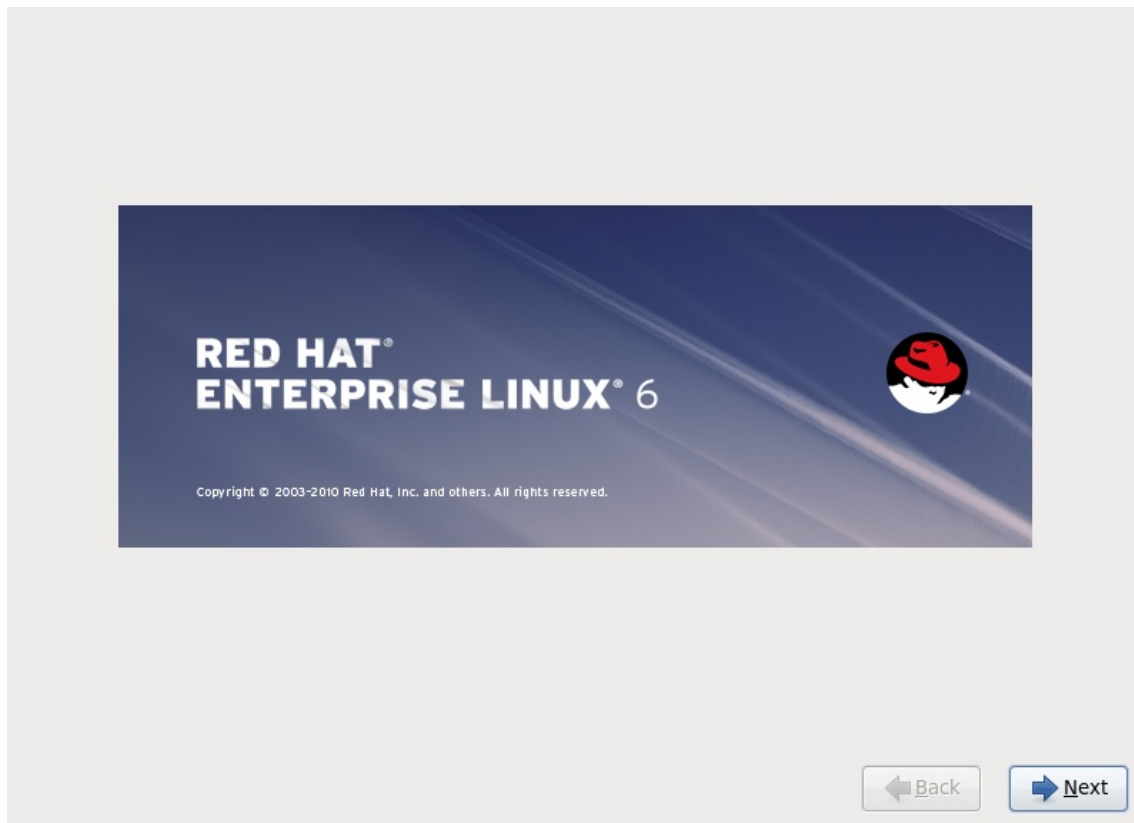 RED HAT®
ENTERPRISE LINUX® 6
Copyright © 2003-2010 Red Hat, Inc. and others. All rights reserved.
Back
Next